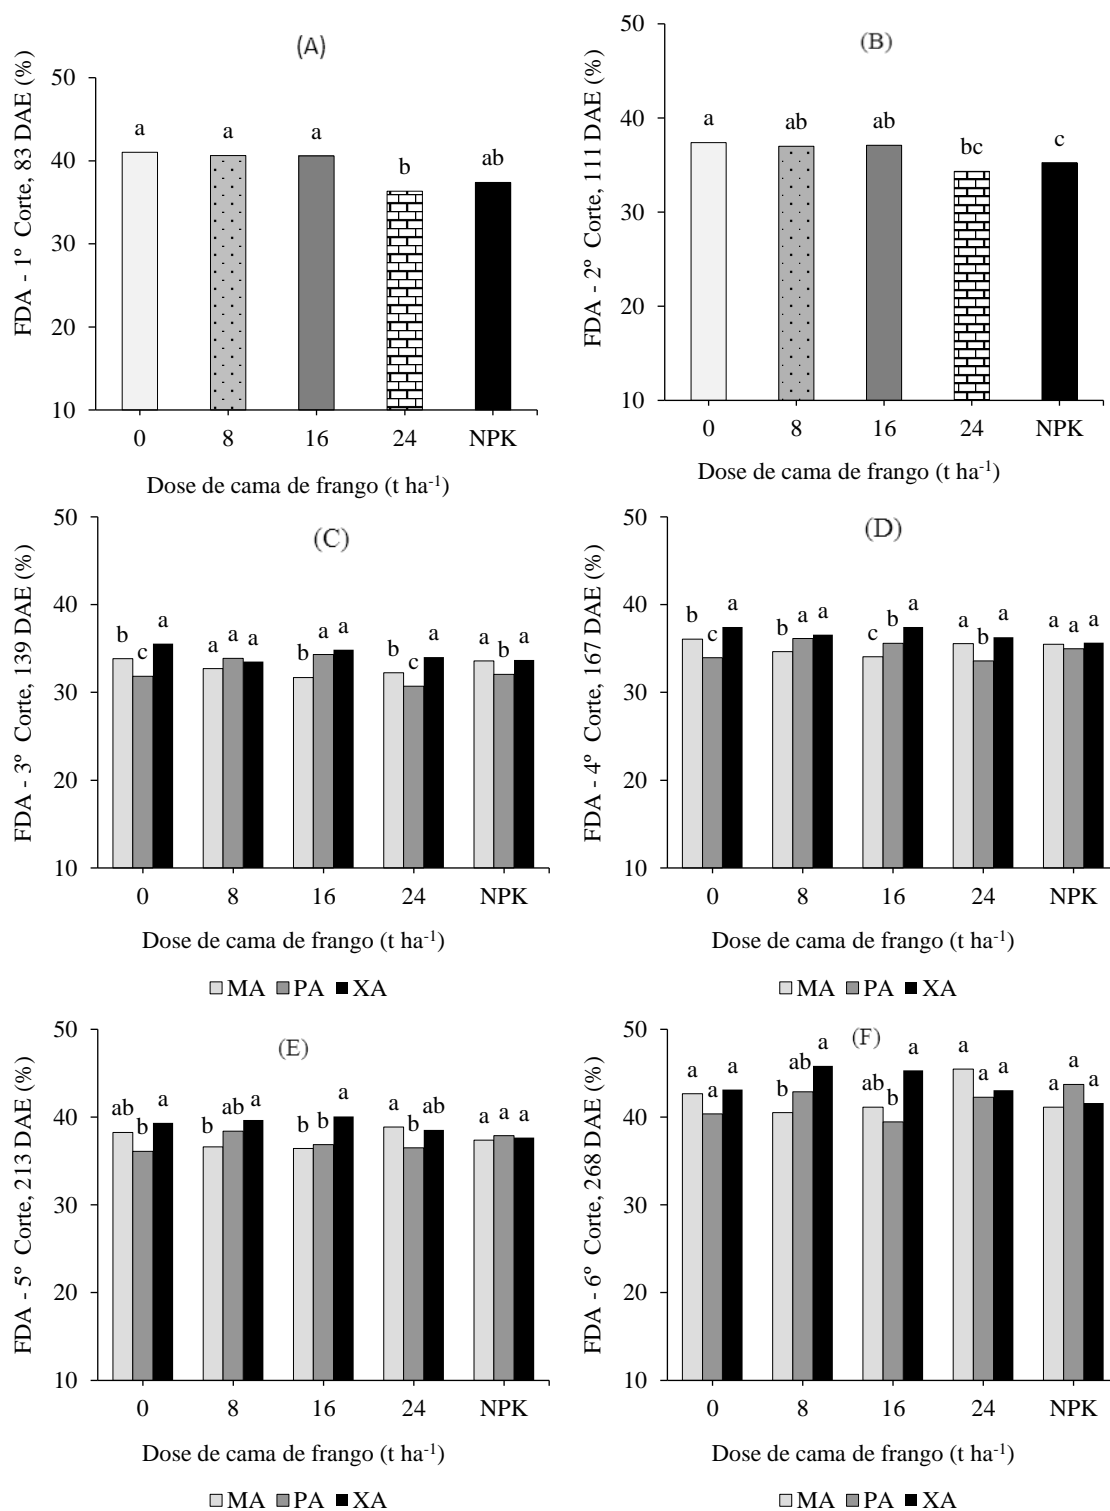 (A)
FDA - 1º Corte, 83 DAE (%)
50
40
30
20
10
a
a
a
b
ab
0
8
16
24
NPK
Dose de cama de frango (t ha-1)
(B)
FDA - 2º Corte, 111 DAE (%)
50
40
30
20
10
a
ab
ab
bc
c
0
8
16
24
NPK
Dose de cama de frango (t ha-1)
(C)
FDA - 3º Corte, 139 DAE (%)
50
40
30
20
10
b c a
a a a
b a a
b c a
a b a
0
8
16
24
NPK
Dose de cama de frango (t ha-1)
MA PA XA
(D)
FDA - 4º Corte, 167 DAE (%)
50
40
30
20
10
b c a
b a a
c b a
a b a
a a a
0
8
16
24
NPK
Dose de cama de frango (t ha-1)
MA PA XA
(E)
FDA - 5º Corte, 213 DAE (%)
50
40
30
20
10
ab b a
b ab a
b b a
a b ab
a a a
0
8
16
24
NPK
Dose de cama de frango (t ha-1)
MA PA XA
(F)
FDA - 6º Corte, 268 DAE (%)
50
40
30
20
10
a a a
b ab a
ab b a
a a a
a a a
0
8
16
24
NPK
Dose de cama de frango (t ha-1)
MA PA XA